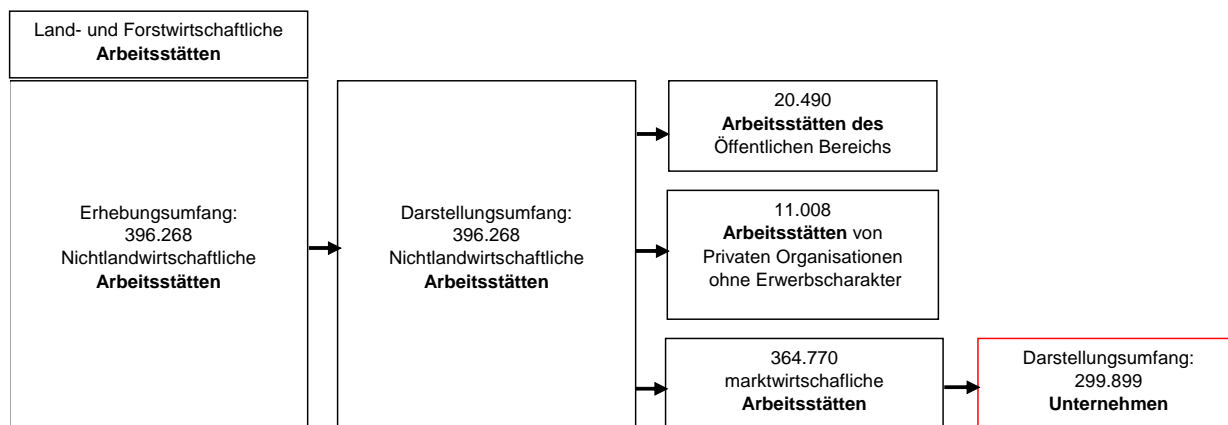 Land- und Forstwirtschaftliche
Arbeitsstätten
Erhebungsumfang:
396.268
Nichtlandwirtschaftliche
Arbeitsstätten
Darstellungsumfang:
396.268
Nichtlandwirtschaftliche
Arbeitsstätten
20.490
Arbeitsstätten des
Öffentlichen Bereichs
11.008
Arbeitsstätten von
Privaten Organisationen
ohne Erwerbscharakter
364.770
marktwirtschafliche
Arbeitsstätten
Darstellungsumfang:
299.899
Unternehmen